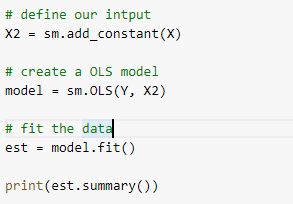 # define our intput
X2 = sm.add_constant(X)
# create a OLS model
model = sm.OLS(Y, X2)
# fit the data
est = model.fit()
print(est.summary())